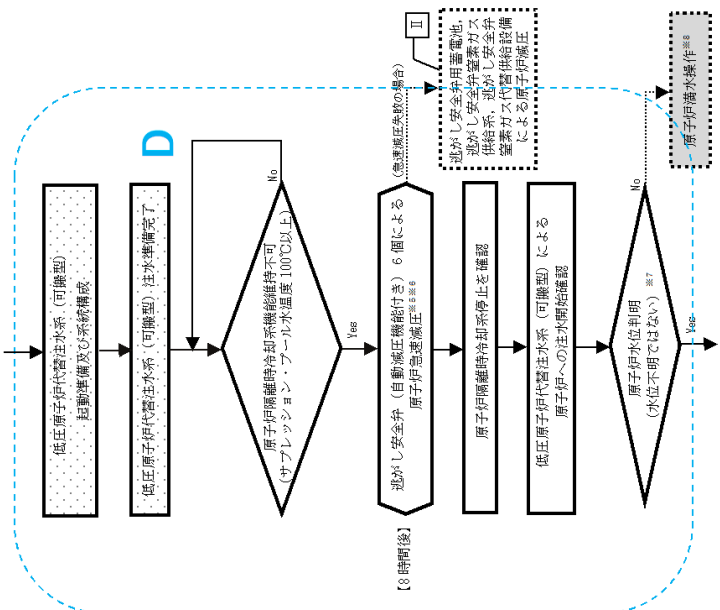 低圧原子炉代替注水系（可搬型）
起動準備及び系統構成
低圧原子炉代替注水系（可搬型）注水準備完了
D
原子炉隔離時冷却系機能維持不可
（サプレッション・プール水温度 100℃以上）
No
Yes
【8 時間後】
逃がし安全弁（自動減圧機能付き）6 個による
原子炉急速減圧※5※6
（急速減圧失敗の場合）
Ⅱ
逃がし安全弁用蓄電池，
逃がし安全弁窒素ガス
供給系，逃がし安全弁
窒素ガス代替供給設備
による原子炉減圧
原子炉隔離時冷却系停止を確認
低圧原子炉代替注水系（可搬型）による
原子炉への注水開始確認
原子炉水位判明
（水位不明ではない）※7
No
Yes
原子炉満水操作※8